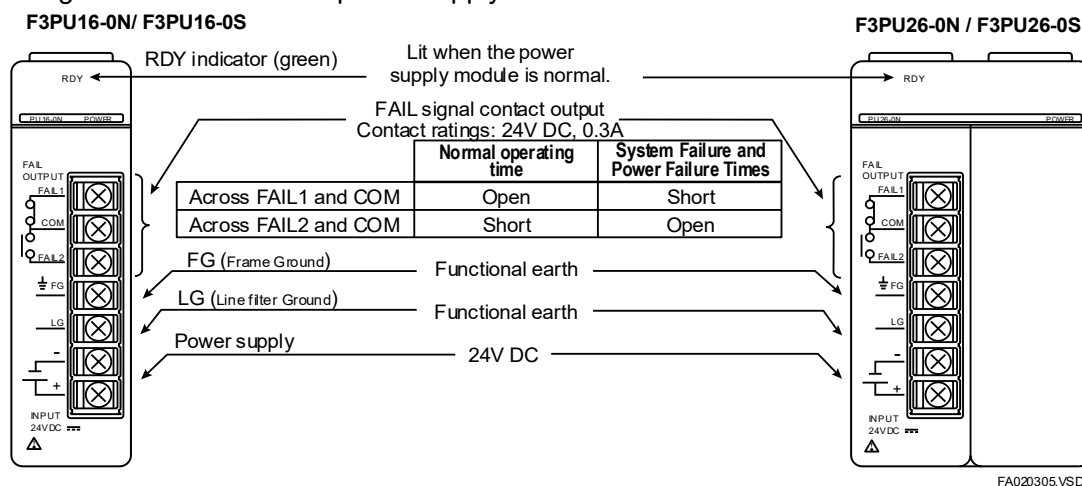 F3PU16-0N/ F3PU16-0S
F3PU26-0N / F3PU26-0S
RDY
RDY indicator (green)
Lit when the power
supply module is normal.
RDY
PU16-0N POWER
PU26-0N POWER
FAIL signal contact output
Contact ratings: 24V DC, 0.3A
Normal operating time
System Failure and Power Failure Times
Across FAIL1 and COM Open Short
Across FAIL2 and COM Short Open
FAIL
OUTPUT
FAIL1
COM
FAIL2
FG
LG
-
+
INPUT
24VDC
FG (Frame Ground)
Functional earth
LG (Line filter Ground)
Functional earth
Power supply
24V DC
FAIL
OUTPUT
FAIL1
COM
FAIL2
FG
LG
-
+
INPUT
24VDC
FA020305.VSD